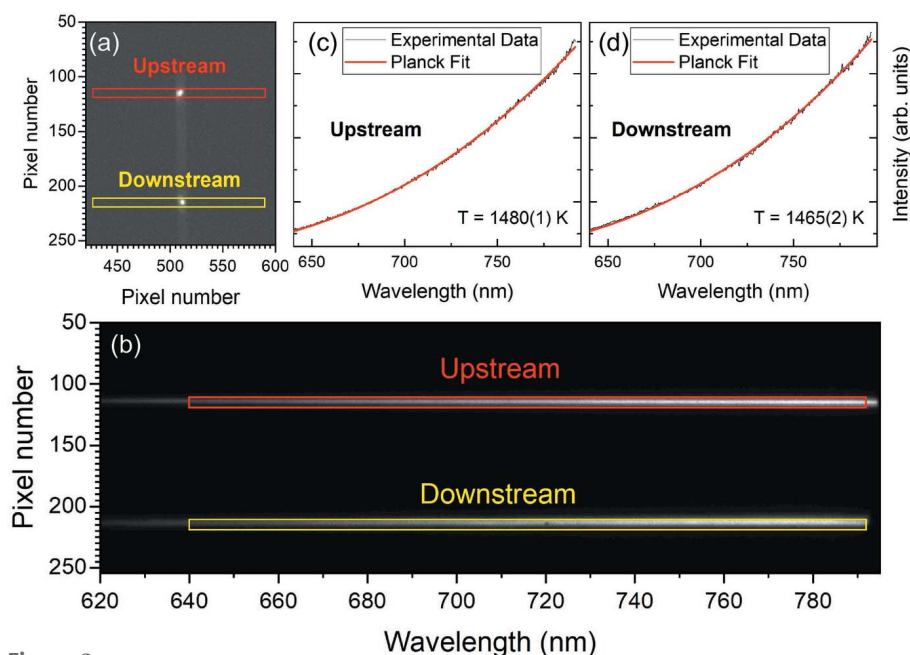 (a)
Upstream
Downstream
50
100
150
200
250
Pixel number
450
500
550
600
Pixel number
(c)
Experimental Data
Planck Fit
Upstream
T = 1480(1) K
650
700
750
Wavelength (nm)
(d)
Experimental Data
Planck Fit
Downstream
T = 1465(2) K
650
700
750
Wavelength (nm)
Intensity (arb. units)
(b)
Upstream
Downstream
50
100
150
200
250
Pixel number
620
640
660
680
700
720
740
760
780
Wavelength (nm)